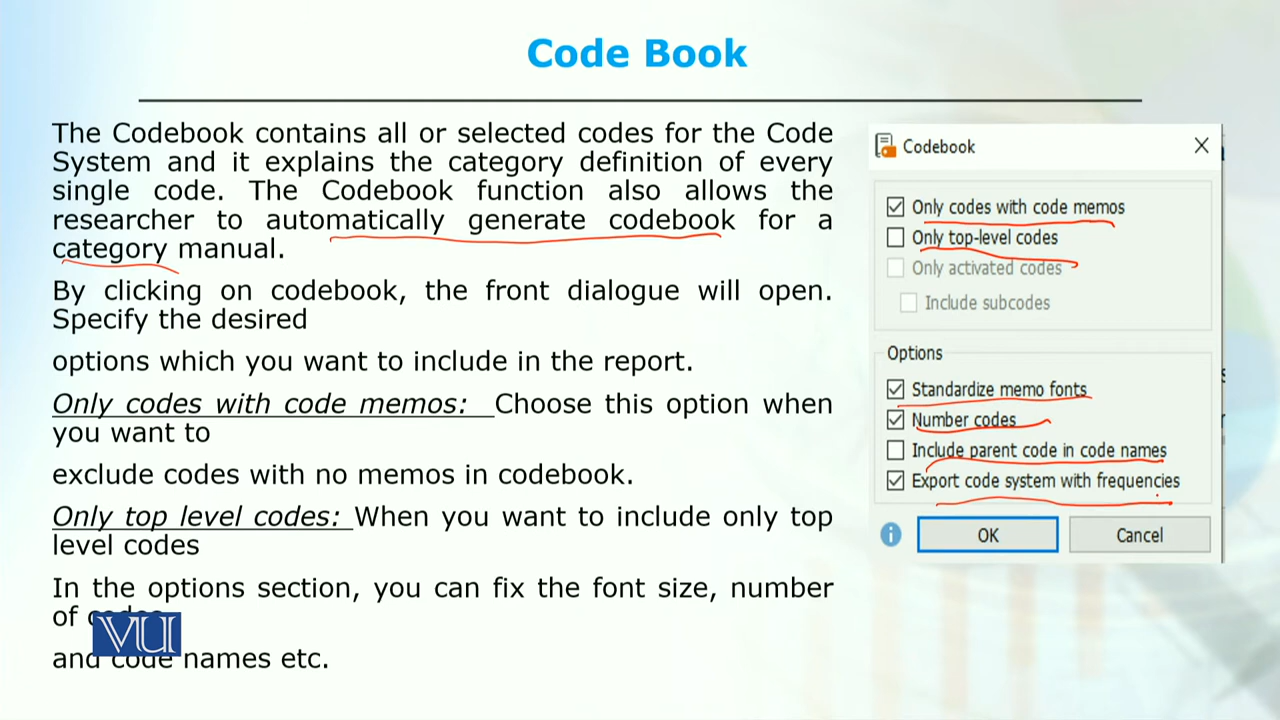 Code Book
The Codebook contains all or selected codes for the Code
System and it explains the category definition of every
single code. The Codebook function also allows the
researcher to automatically generate codebook for a
category manual.
By clicking on codebook, the front dialogue will open.
Specify the desired
options which you want to include in the report.
Only codes with code memos: Choose this option when
you want to
exclude codes with no memos in codebook.
Only top level codes: When you want to include only top
level codes
In the options section, you can fix the font size, number
of codes
and code names etc.
VU
Codebook
Only codes with code memos
Only top-level codes
Only activated codes
Include subcodes
Options
Standardize memo fonts
Number codes
Include parent code in code names
Export code system with frequencies
OK
Cancel